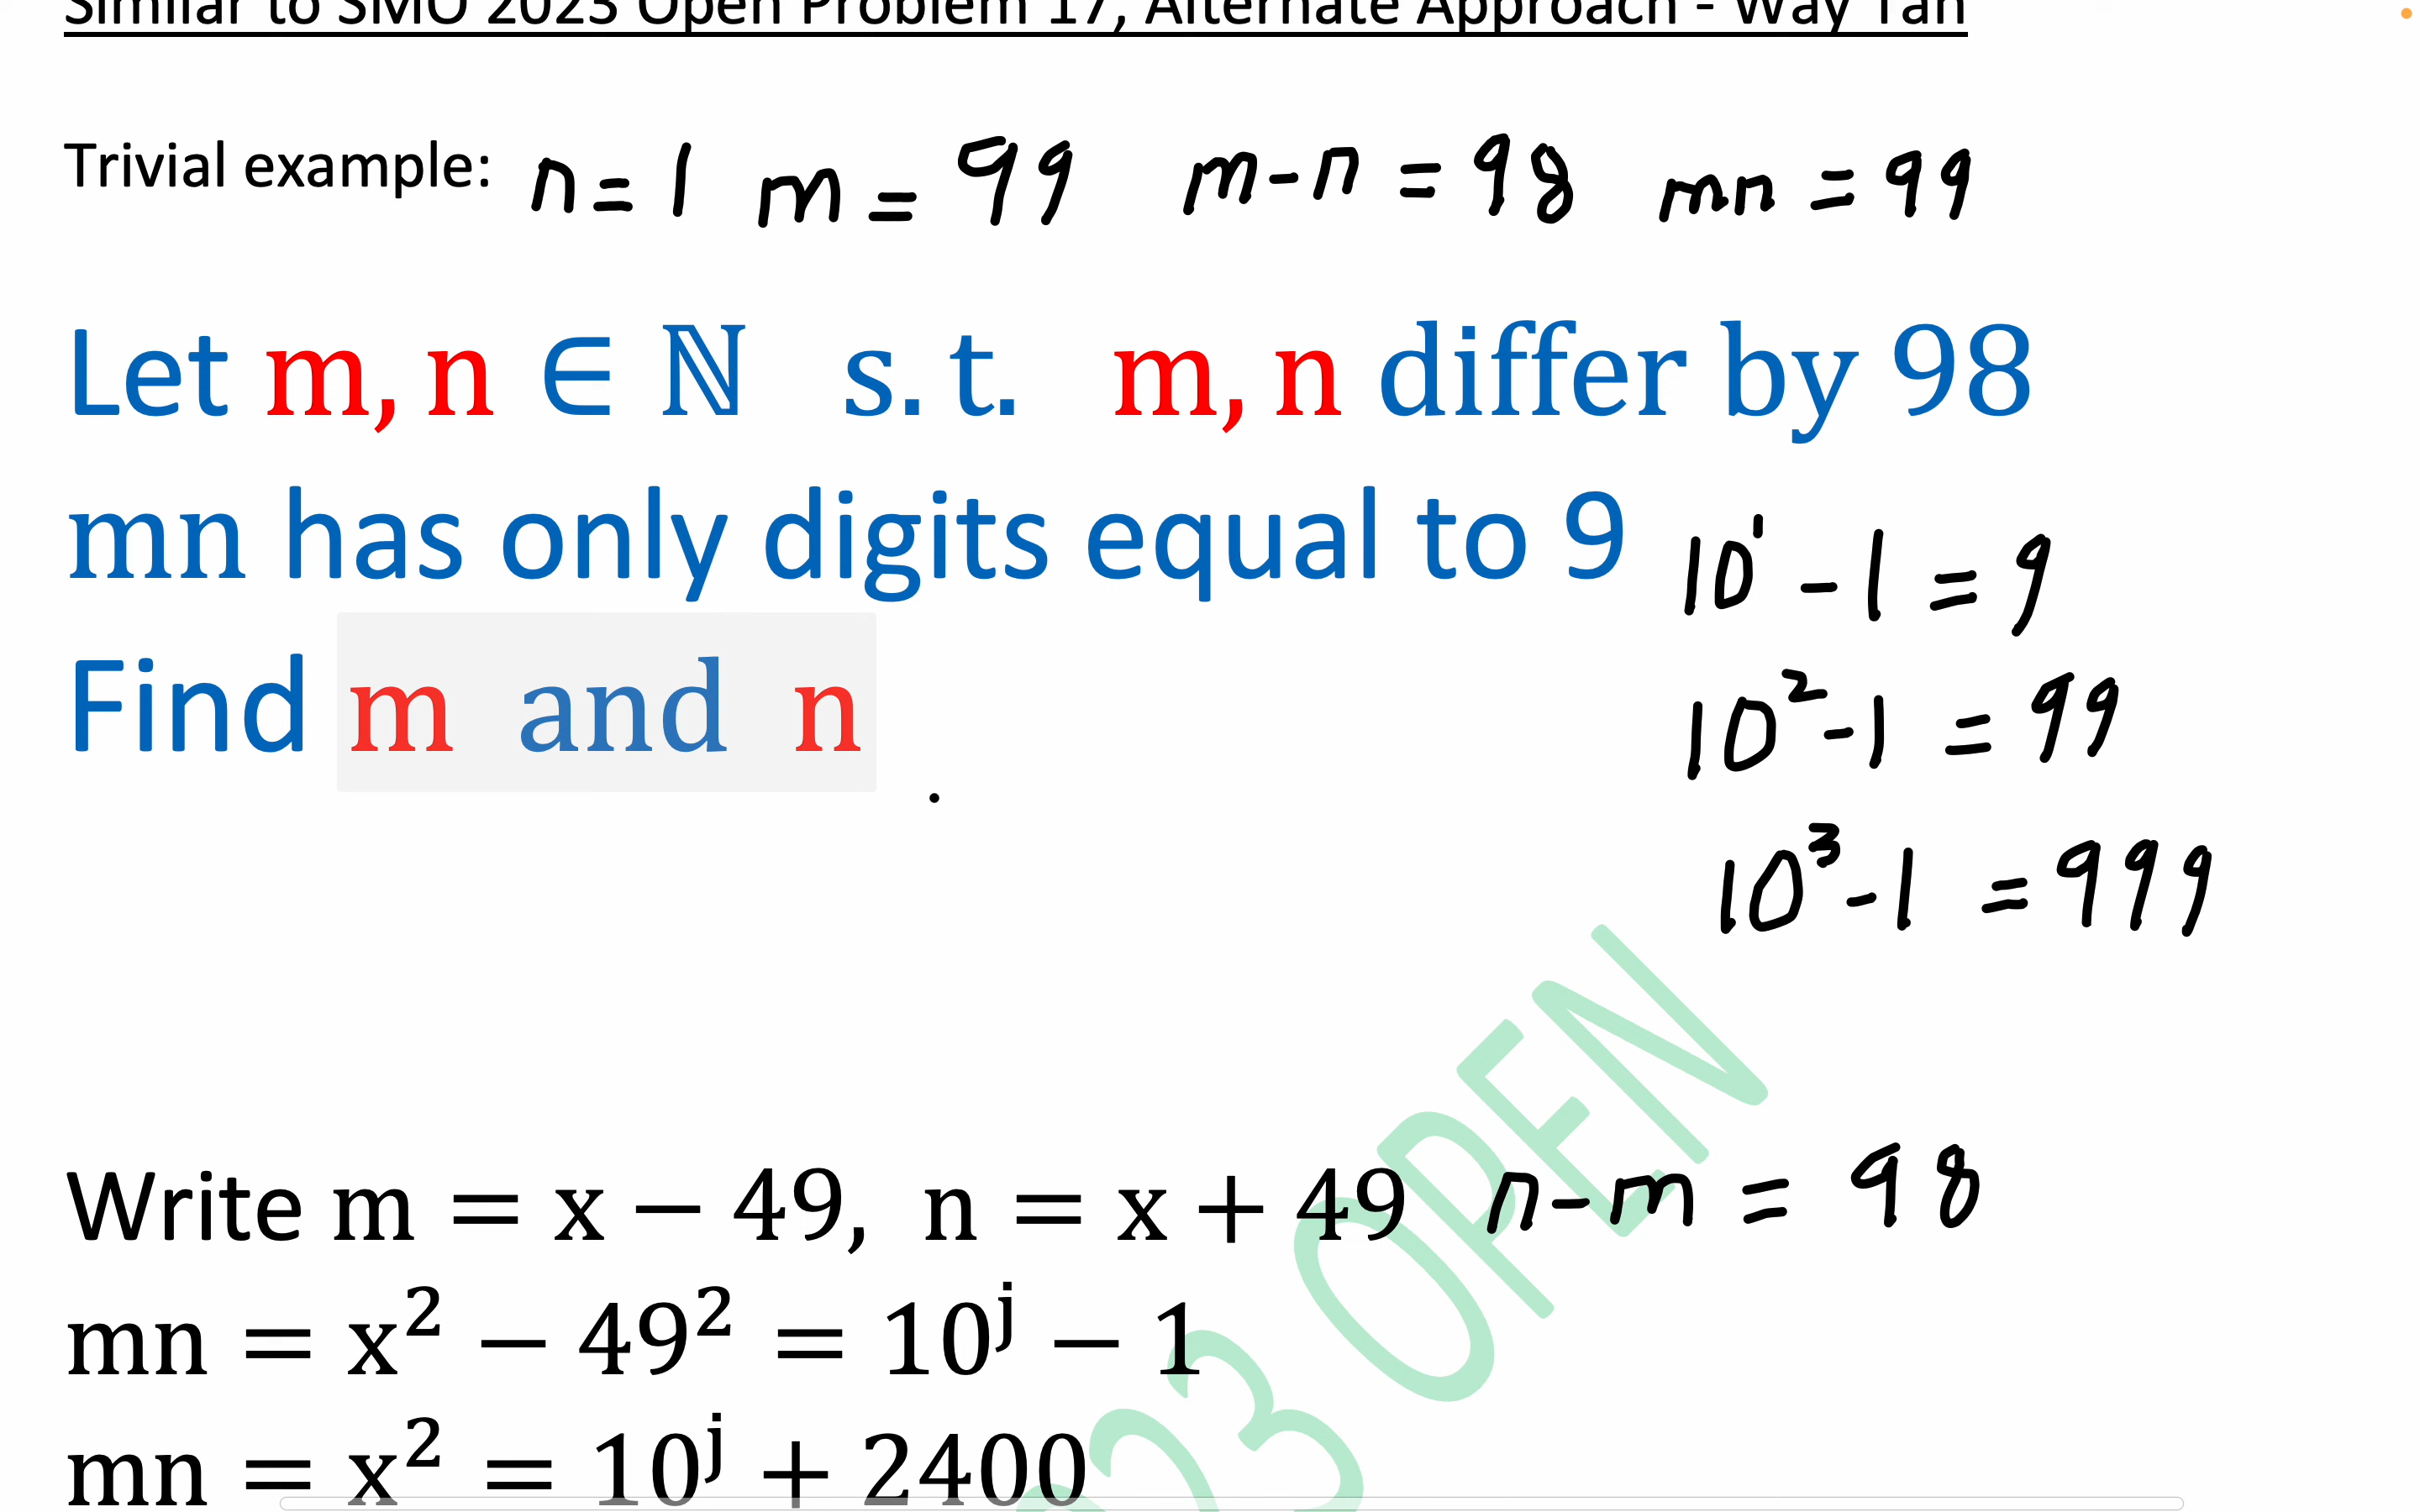 Similar to SMO 2023 Open Problem 17, Alternate Approach - Way Tan
Trivial example: n = 1 m = 99 m - n = 98 mn = 99
Let m, n ∈ ℕ s. t. m, n differ by 98
mn has only digits equal to 9
10¹ - 1 = 9
Find m and n .
10² - 1 = 99
10³ - 1 = 999
Write m = x − 49, n = x + 49 n - m = 98
mn = x² − 49² = 10ʲ − 1
mn = x² = 10ʲ + 2400
23 OPEN